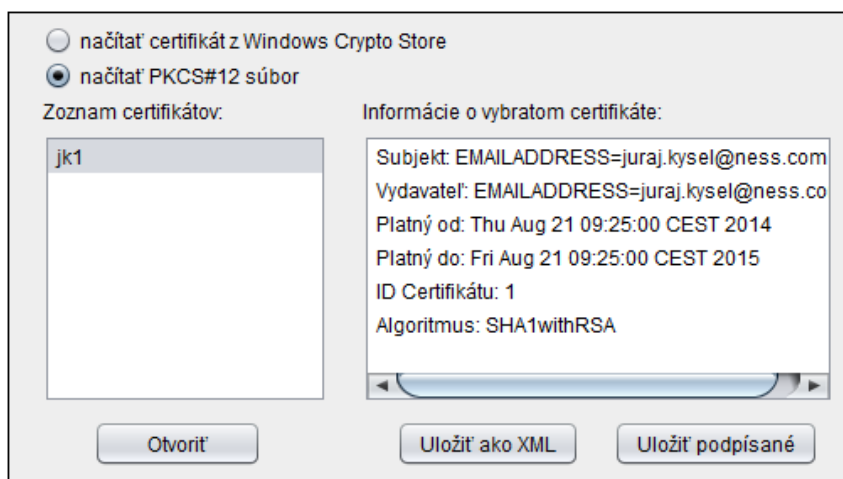 načítať certifikát z Windows Crypto Store
načítať PKCS#12 súbor
Zoznam certifikátov:
jk1
Informácie o vybratom certifikáte:
Subjekt: EMAILADDRESS=juraj.kysel@ness.com
Vydavateľ: EMAILADDRESS=juraj.kysel@ness.co
Platný od: Thu Aug 21 09:25:00 CEST 2014
Platný do: Fri Aug 21 09:25:00 CEST 2015
ID Certifikátu: 1
Algoritmus: SHA1withRSA
Otvoriť
Uložiť ako XML
Uložiť podpísané